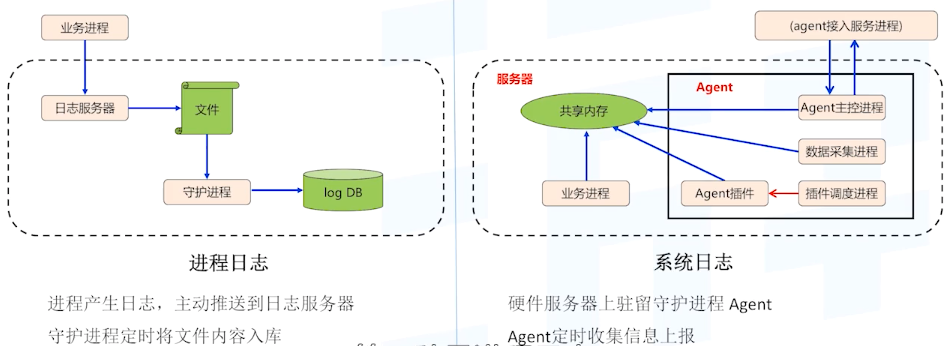 业务进程
日志服务器
文件
守护进程
log DB
进程日志
进程产生日志，主动推送到日志服务器
守护进程定时将文件内容入库
(agent接入服务进程)
服务器
Agent
共享内存
Agent主控进程
数据采集进程
业务进程
Agent插件
插件调度进程
系统日志
硬件服务器上驻留守护进程 Agent
Agent定时收集信息上报